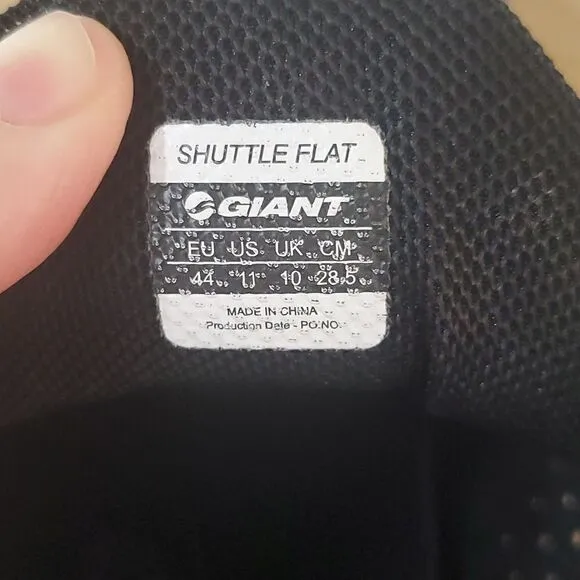 SHUTTLE FLAT
GIANT
EU US UK CM
44 11 10 28.5
MADE IN CHINA
Production Date - PO.NO.